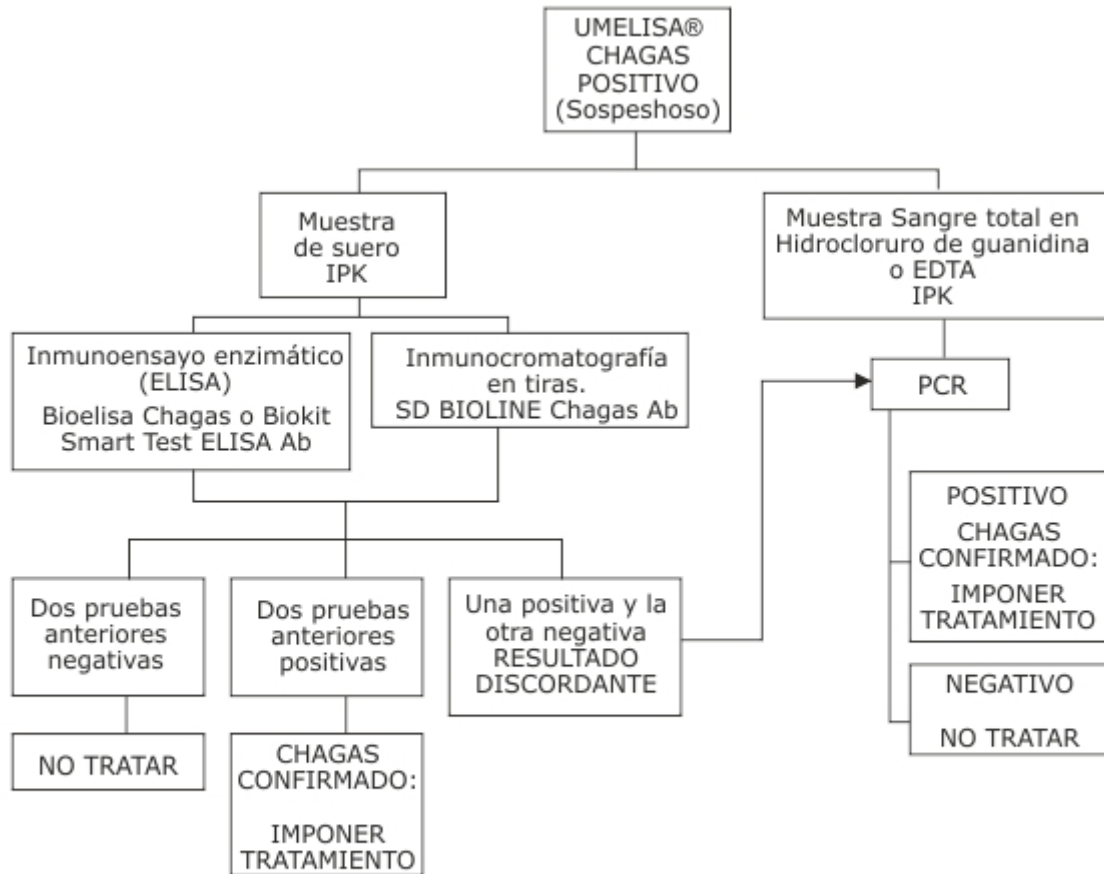 UMELISA®
CHAGAS
POSITIVO
(Sospeshoso)
Muestra
de suero
IPK
Muestra Sangre total en
Hidrocloruro de guanidina
o EDTA
IPK
Inmunoensayo enzimático
(ELISA)
Bioelisa Chagas o Biokit
Smart Test ELISA Ab
Inmunocromatografía
en tiras.
SD BIOLINE Chagas Ab
PCR
Dos pruebas
anteriores
negativas
Dos pruebas
anteriores
positivas
Una positiva y la
otra negativa
RESULTADO
DISCORDANTE
POSITIVO
CHAGAS
CONFIRMADO:
IMPONER
TRATAMIENTO
NEGATIVO
NO TRATAR
NO TRATAR
CHAGAS
CONFIRMADO:
IMPONER
TRATAMIENTO